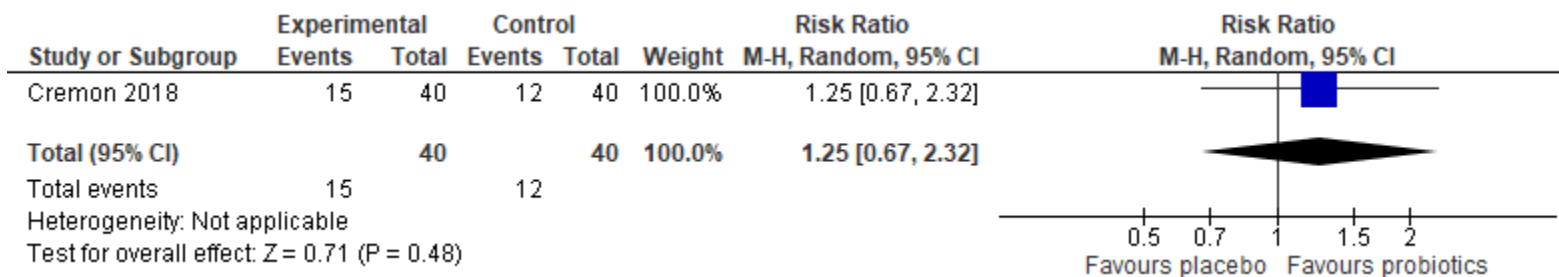 Experimental Control Risk Ratio Risk Ratio
Study or Subgroup Events Total Events Total Weight M-H, Random, 95% CI M-H, Random, 95% CI
Cremon 2018 15 40 12 40 100.0% 1.25 [0.67, 2.32]
Total (95% CI) 40 40 100.0% 1.25 [0.67, 2.32]
Total events 15 12
Heterogeneity: Not applicable
Test for overall effect: Z = 0.71 (P = 0.48)
0.5 0.7 1 1.5 2
Favours placebo Favours probiotics